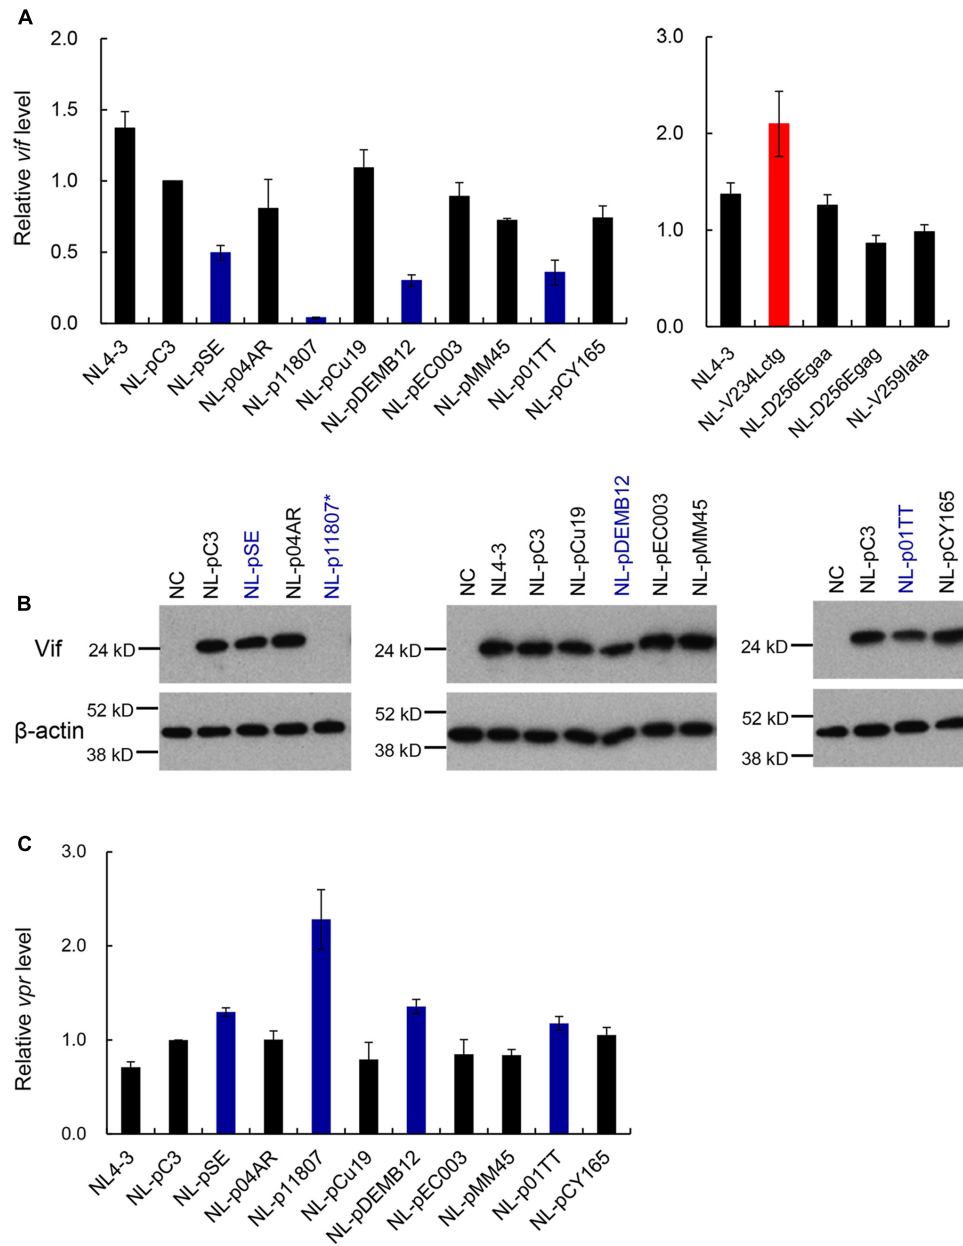 A
Relative vif level
2.0
1.5
1.0
0.5
0.0
NL4-3
NL-pC3
NL-pSE
NL-p04AR
NL-p11807
NL-pCu19
NL-pDEMB12
NL-pEC003
NL-pMM45
NL-p01TT
NL-pCY165
3.0
2.0
1.0
0.0
NL4-3
NL-V234Lctg
NL-D256Egaa
NL-D256Egag
NL-V259Iata
B
NC
NL-pC3
NL-pSE
NL-p04AR
NL-p11807*
NC
NL4-3
NL-pC3
NL-pCu19
NL-pDEMB12
NL-pEC003
NL-pMM45
NC
NL-pC3
NL-p01TT
NL-pCY165
Vif
24 kD
24 kD
24 kD
β-actin
52 kD
38 kD
52 kD
38 kD
52 kD
38 kD
C
Relative vpr level
3.0
2.0
1.0
0.0
NL4-3
NL-pC3
NL-pSE
NL-p04AR
NL-p11807
NL-pCu19
NL-pDEMB12
NL-pEC003
NL-pMM45
NL-p01TT
NL-pCY165